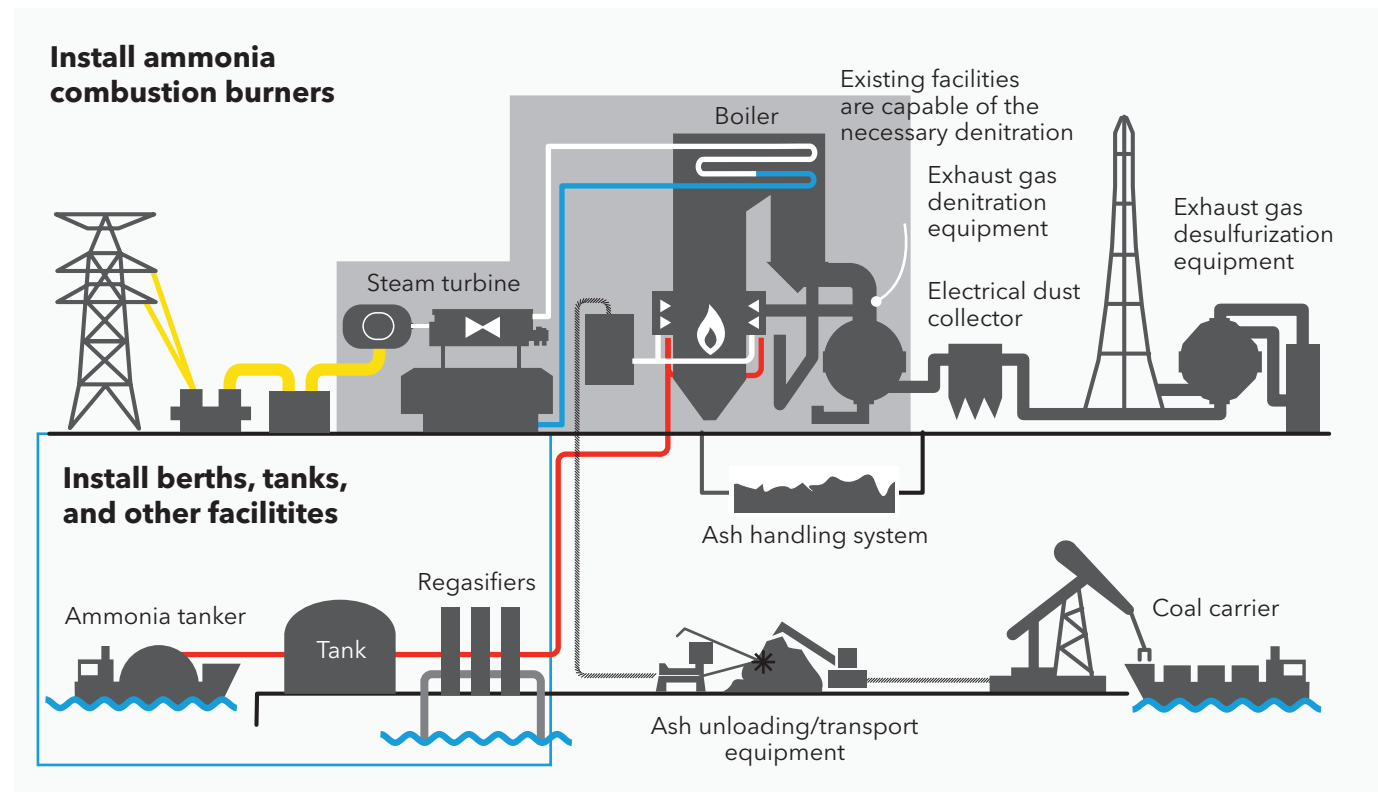 Install ammonia
combustion burners
Existing facilities
are capable of the
necessary denitration
Boiler
Exhaust gas
denitration
equipment
Exhaust gas
desulfurization
equipment
Steam turbine
Electrical dust
collector
Install berths, tanks,
and other facilitites
Ash handling system
Regasifiers
Ammonia tanker
Tank
Coal carrier
Ash unloading/transport
equipment